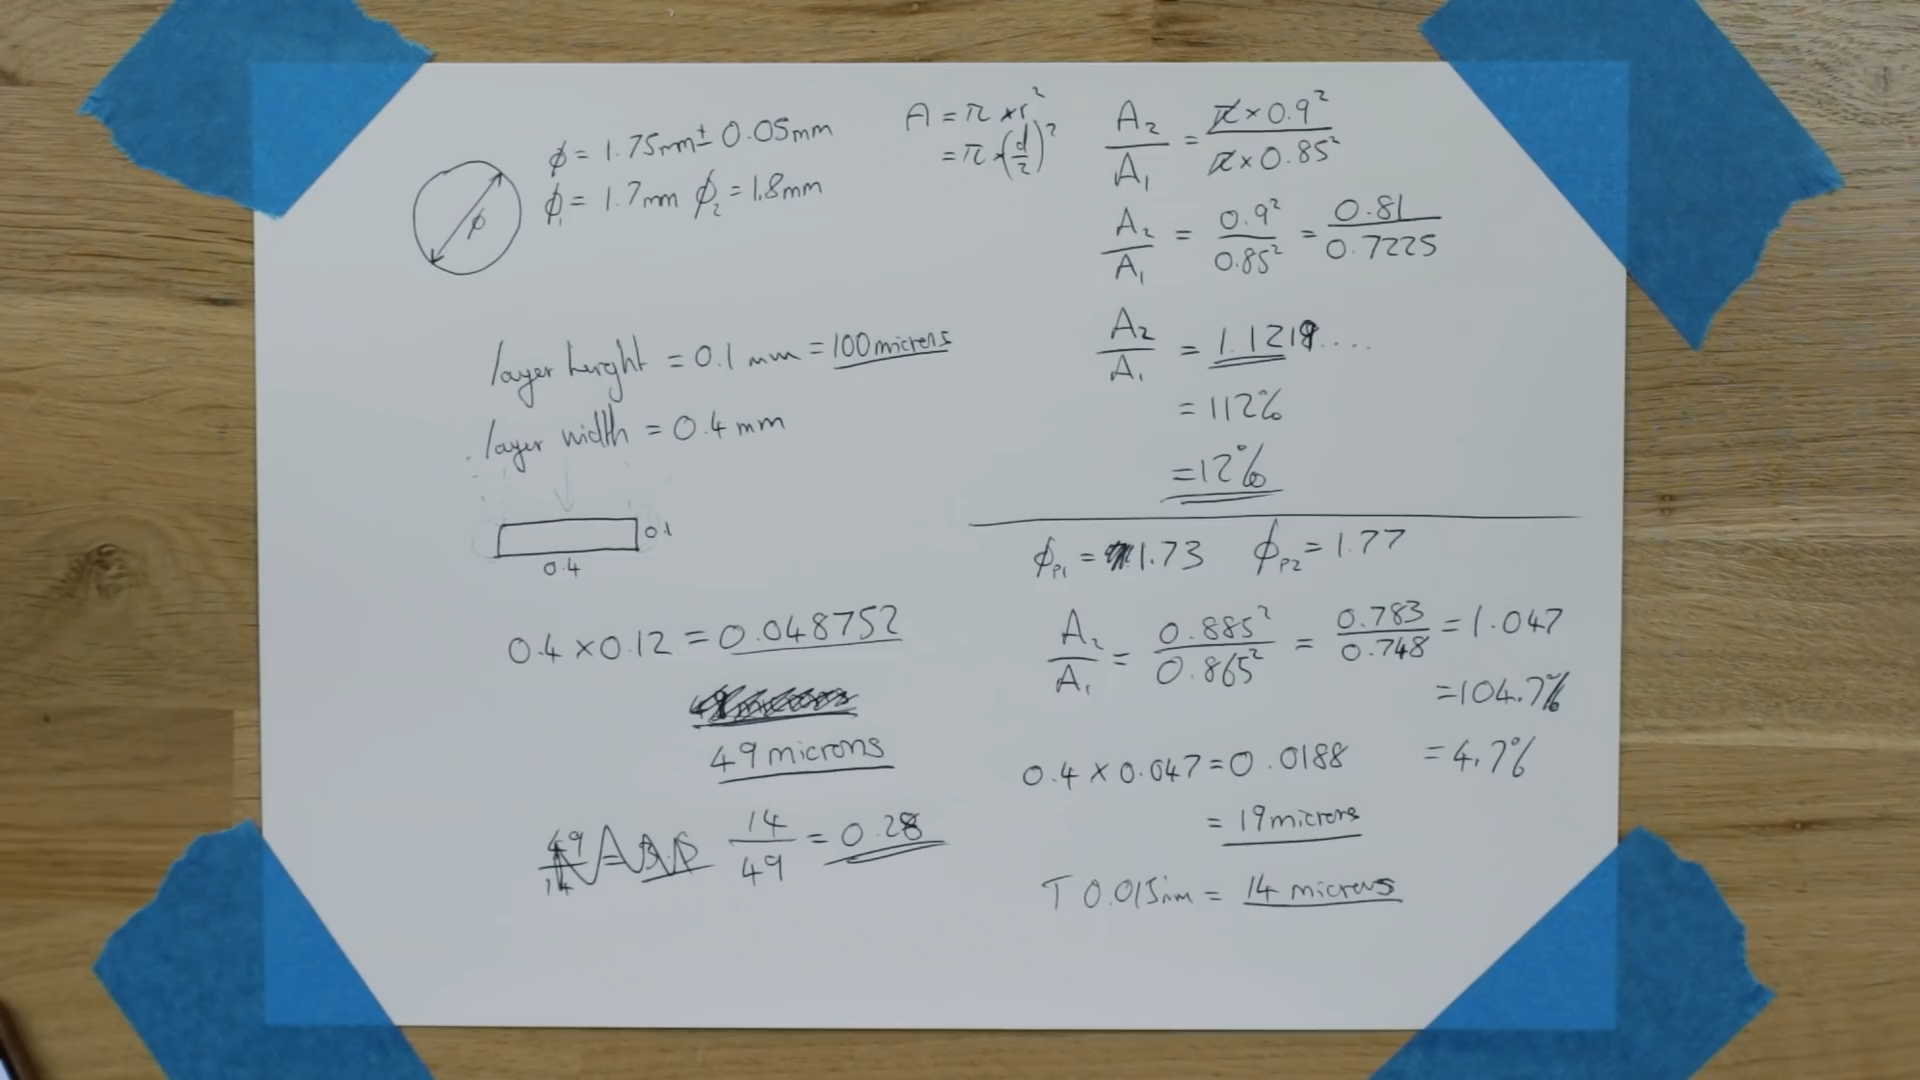 ϕ = 1.75mm ± 0.05mm
ϕ₁ = 1.7mm ϕ₂ = 1.8mm
ϕ
layer height = 0.1 mm = 100 microns
layer width = 0.4 mm
0.1
0.4
0.4 × 0.12 = 0.048752
49 microns
14/49 = 0.28
A = π × r²
= π × (d/2)²
A₂/A₁ = π × 0.9² / π × 0.85²
A₂/A₁ = 0.9²/0.85² = 0.81/0.7225
A₂/A₁ = 1.1219....
= 112%
= 12%
ϕP1 = 1.73 ϕP2 = 1.77
A₂/A₁ = 0.885²/0.865² = 0.783/0.748 = 1.047
= 104.7%
= 4.7%
0.4 × 0.047 = 0.0188
= 19 microns
T 0.015mm = 14 microns